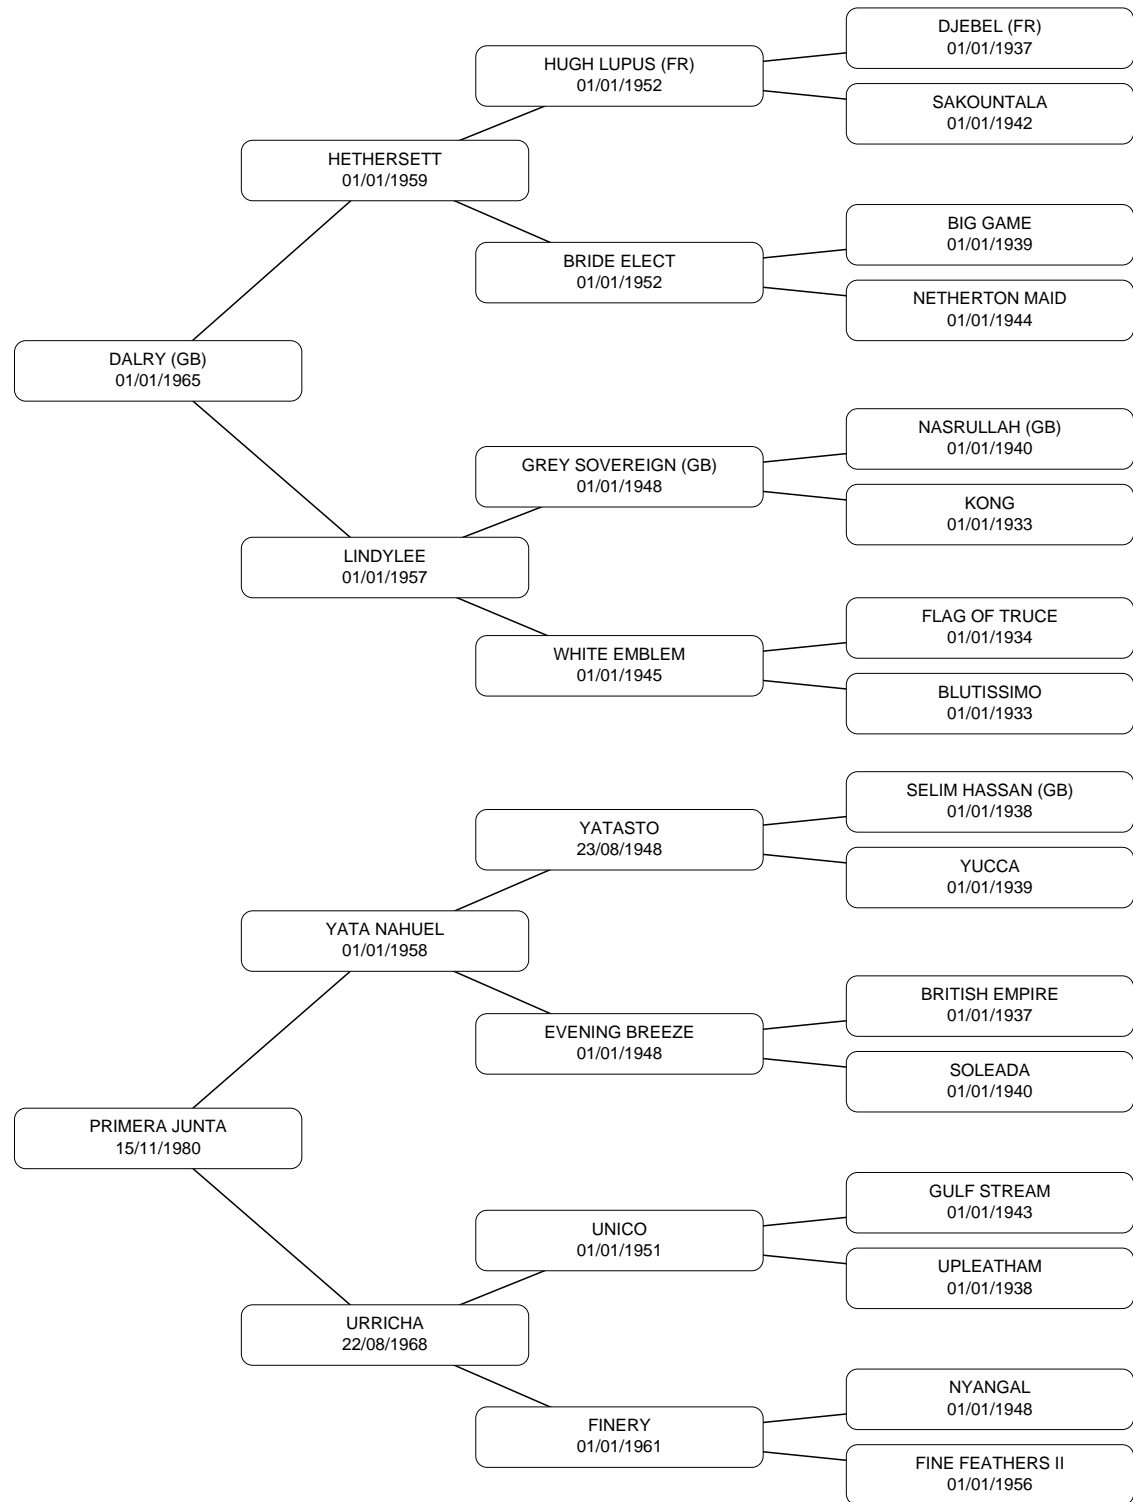 DJEBEL (FR)
01/01/1937
HUGH LUPUS (FR)
01/01/1952
SAKOUNTALA
01/01/1942
HETHERSETT
01/01/1959
BIG GAME
01/01/1939
BRIDE ELECT
01/01/1952
NETHERTON MAID
01/01/1944
DALRY (GB)
01/01/1965
NASRULLAH (GB)
01/01/1940
GREY SOVEREIGN (GB)
01/01/1948
KONG
01/01/1933
LINDYLEE
01/01/1957
FLAG OF TRUCE
01/01/1934
WHITE EMBLEM
01/01/1945
BLUTISSIMO
01/01/1933
SELIM HASSAN (GB)
01/01/1938
YATASTO
23/08/1948
YUCCA
01/01/1939
YATA NAHUEL
01/01/1958
BRITISH EMPIRE
01/01/1937
EVENING BREEZE
01/01/1948
SOLEADA
01/01/1940
PRIMERA JUNTA
15/11/1980
GULF STREAM
01/01/1943
UNICO
01/01/1951
UPLEATHAM
01/01/1938
URRICHA
22/08/1968
NYANGAL
01/01/1948
FINERY
01/01/1961
FINE FEATHERS II
01/01/1956